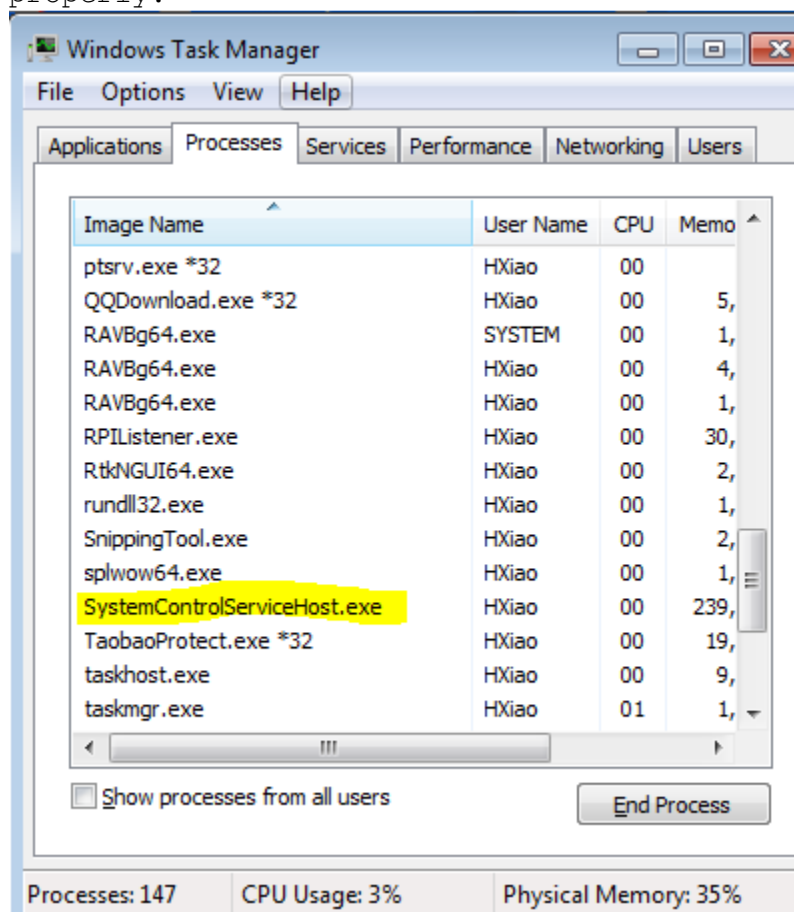 properly.
Windows Task Manager
File Options View Help
Applications Processes Services Performance Networking Users
Image Name User Name CPU Memo
ptsrv.exe *32 HXiao 00
QQDownload.exe *32 HXiao 00 5,
RAVBg64.exe SYSTEM 00 1,
RAVBg64.exe HXiao 00 4,
RAVBg64.exe HXiao 00 1,
RPIListener.exe HXiao 00 30,
RtkNGUI64.exe HXiao 00 2,
rundll32.exe HXiao 00 1,
SnippingTool.exe HXiao 00 2,
splwow64.exe HXiao 00 1,
SystemControlServiceHost.exe HXiao 00 239,
TaobaoProtect.exe *32 HXiao 00 19,
taskhost.exe HXiao 00 9,
taskmgr.exe HXiao 01 1,
Show processes from all users
End Process
Processes: 147 CPU Usage: 3% Physical Memory: 35%